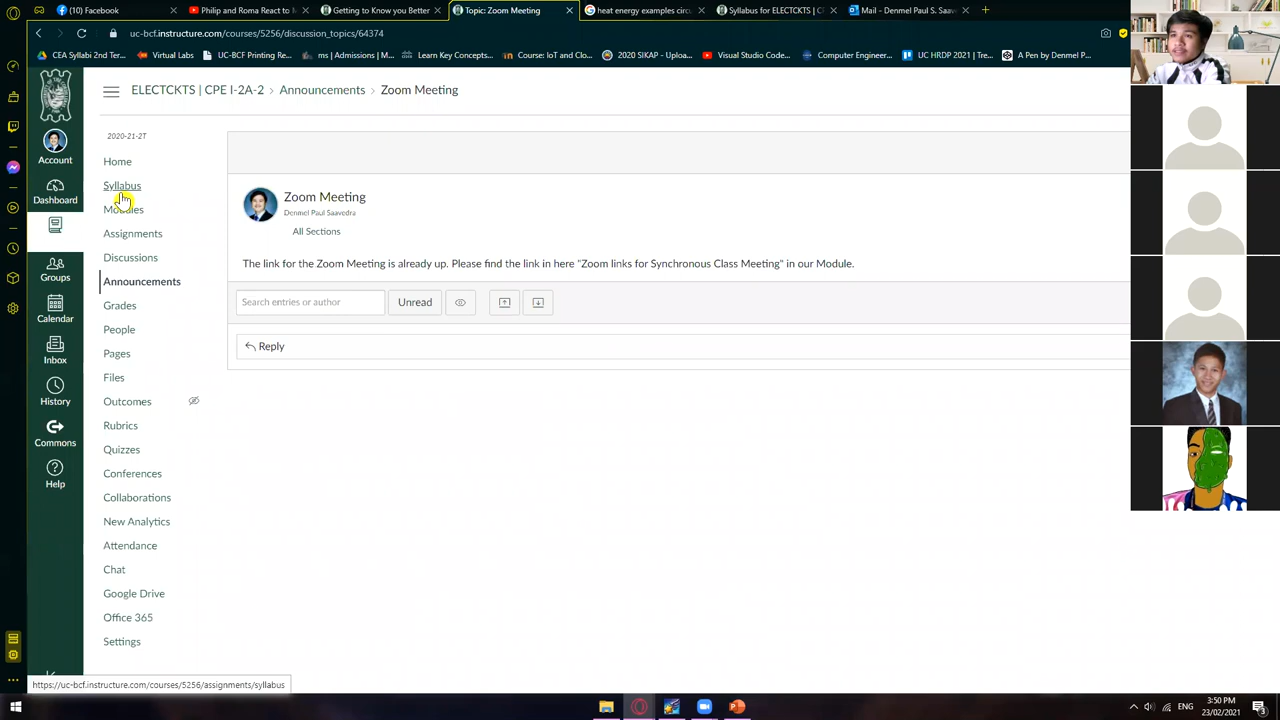 (1) Facebook
Philip and Roma React to M
Getting to Know you Better
Topic: Zoom Meeting
heat energy examples circu
Syllabus for ELECTCKTS | C
Mail - Denmel Paul S. Saav
uc-bcf.instructure.com/courses/5256/discussion_topics/64374
CEA Syllabi 2nd Ter...
Virtual Labs
UC-BCF Printing Re...
ms | Admissions | M...
Learn Key Concepts...
Course: IoT and Clo...
2020 SIKAP - Uploa...
Visual Studio Code...
Computer Engineer...
UC HRDP 2021 | Tre...
A Pen by Denmel P...
ELECTCKTS | CPE I-2A-2 > Announcements > Zoom Meeting
2020-21-2T
Account
Dashboard
Groups
Calendar
Inbox
History
Commons
Help
Home
Syllabus
Modules
Assignments
Discussions
Announcements
Grades
People
Pages
Files
Outcomes
Rubrics
Quizzes
Conferences
Collaborations
New Analytics
Attendance
Chat
Google Drive
Office 365
Settings
Zoom Meeting
Denmel Paul Saavedra
All Sections
The link for the Zoom Meeting is already up. Please find the link in here "Zoom links for Synchronous Class Meeting" in our Module.
Search entries or author
Unread
Reply
https://uc-bcf.instructure.com/courses/5256/assignments/syllabus
ENG
3:50 PM
23/02/2021
3